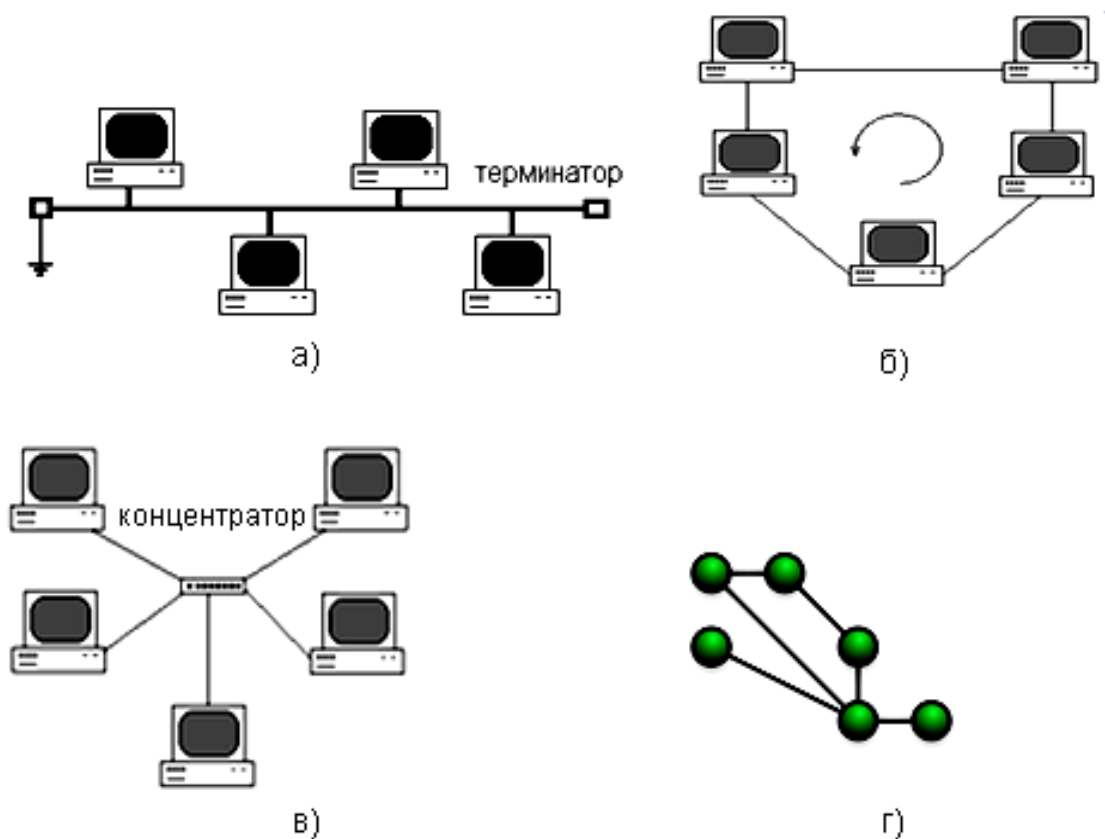 терминатор
а)
б)
концентратор
в)
г)